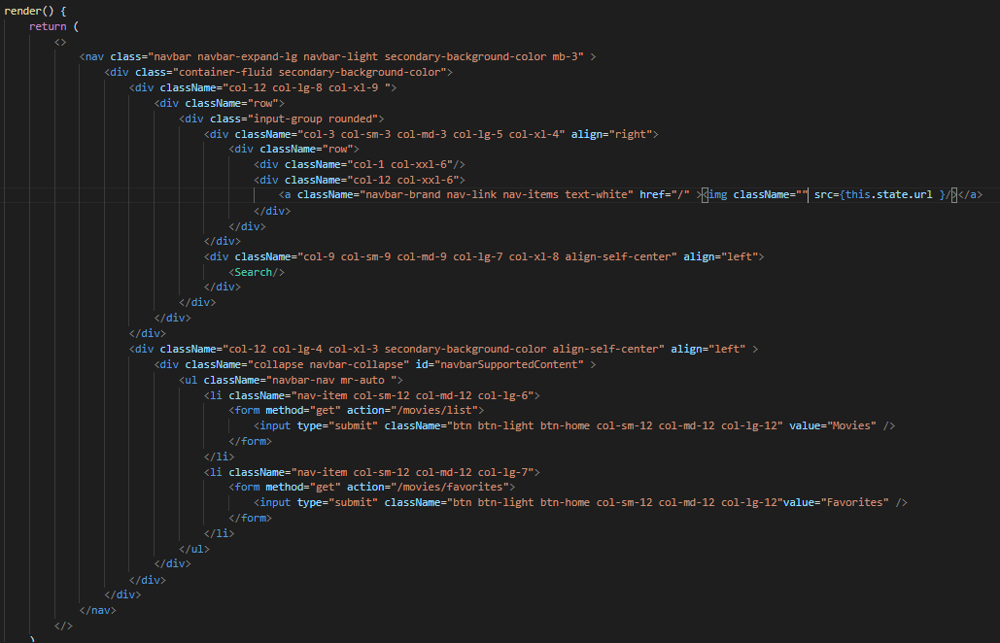 render() {
return (
<>
<nav class="navbar navbar-expand-lg navbar-light secondary-background-color mb-3" >
<div class="container-fluid secondary-background-color">
<div className="col-12 col-lg-8 col-xl-9 ">
<div className="row">
<div class="input-group rounded">
<div className="col-3 col-sm-3 col-md-3 col-lg-5 col-xl-4" align="right">
<div className="row">
<div className="col-1 col-xxl-6"/>
<div className="col-12 col-xxl-6">
<a className="navbar-brand nav-link nav-items text-white" href="/" ><img className="" src={this.state.url }/></a>
</div>
</div>
</div>
<div className="col-9 col-sm-9 col-md-9 col-lg-7 col-xl-8 align-self-center" align="left">
<Search/>
</div>
</div>
</div>
</div>
<div className="col-12 col-lg-4 col-xl-3 secondary-background-color align-self-center" align="left" >
<div className="collapse navbar-collapse" id="navbarSupportedContent" >
<ul className="navbar-nav mr-auto ">
<li className="nav-item col-sm-12 col-md-12 col-lg-6">
<form method="get" action="/movies/list">
<input type="submit" className="btn btn-light btn-home col-sm-12 col-md-12 col-lg-12" value="Movies" />
</form>
</li>
<li className="nav-item col-sm-12 col-md-12 col-lg-7">
<form method="get" action="/movies/favorites">
<input type="submit" className="btn btn-light btn-home col-sm-12 col-md-12 col-lg-12"value="Favorites" />
</form>
</li>
</ul>
</div>
</div>
</div>
</nav>
</>
)